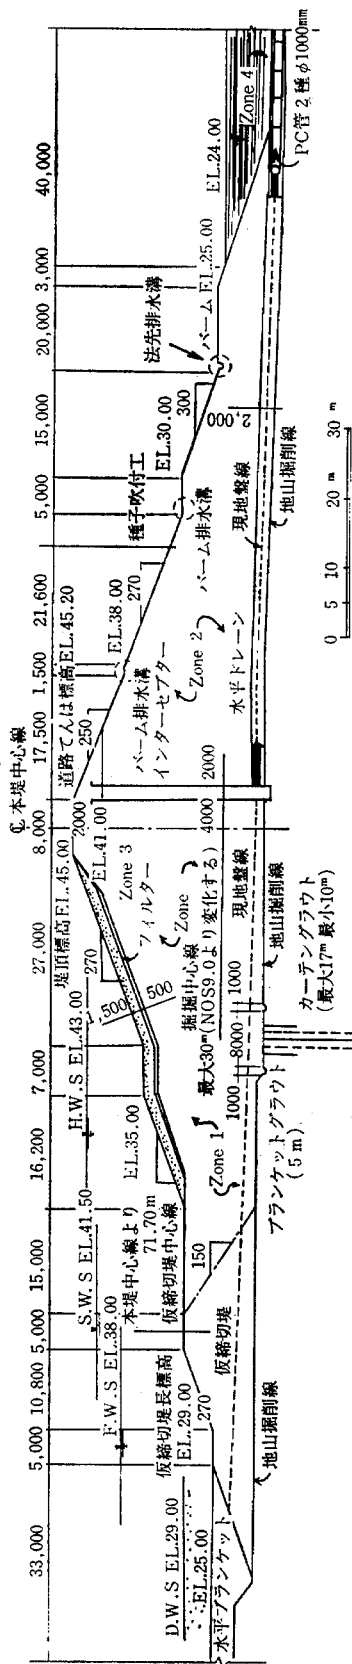 33,000
5,000
10,800
5,000
15,000
16,200
7,000
27,000
8,000
17,500
1,500
21,600
5,000
15,000
20,000
3,000
40,000
℄本堤中心線
F.W.S EL.38.00
S.W.S EL.41.50
H.W.S EL.43.00
堤頂標高EL.45.00
2000
道路てんは標高EL.45.20
EL.41.00
270
250
EL.38.00
270
種子吹付工
EL.30.00
300
法先排水溝
バーム EL.25.00
EL.24.00
Zone 4
PC管2種φ1000mm
D.W.S EL.29.00
EL.25.00
水平ブランケット
仮締切堤長標高
EL.29.00
270
本堤中心線より
71.70m
仮締切堤中心線
EL.35.00
1,500
500
Zone 3
フィルター
Zone
バーム排水溝
インターセプター
バーム排水溝
Zone 2
水平ドレーン
現地盤線
2,000
地山掘削線
仮締切堤
150
Zone 1
掘掘中心線
最大30m(NOS9.0より変化する)
4000
2000
1000
8000
1000
現地盤線
地山掘削線
地山掘削線
ブランケットグラウト
(5m)
カーテングラウト
(最大17m 最小10m)
0 5 10 20 30 m